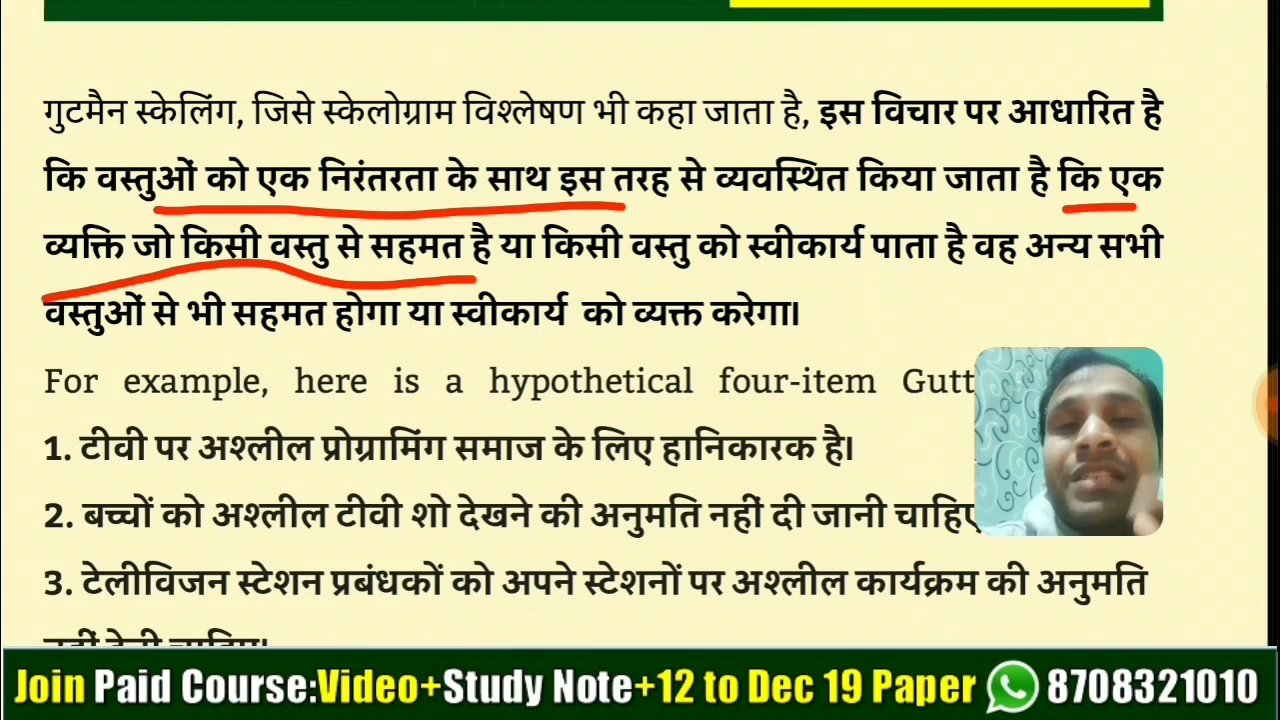 गुटमैन स्केलिंग, जिसे स्केलोग्राम विश्लेषण भी कहा जाता है, इस विचार पर आधारित है
कि वस्तुओं को एक निरंतरता के साथ इस तरह से व्यवस्थित किया जाता है कि एक
व्यक्ति जो किसी वस्तु से सहमत है या किसी वस्तु को स्वीकार्य पाता है वह अन्य सभी
वस्तुओं से भी सहमत होगा या स्वीकार्य को व्यक्त करेगा।
For example, here is a hypothetical four-item Gutt
1. टीवी पर अश्लील प्रोग्रामिंग समाज के लिए हानिकारक है।
2. बच्चों को अश्लील टीवी शो देखने की अनुमति नहीं दी जानी चाहिए
3. टेलीविजन स्टेशन प्रबंधकों को अपने स्टेशनों पर अश्लील कार्यक्रम की अनुमति
Join Paid Course:Video+Study Note+12 to Dec 19 Paper 8708321010